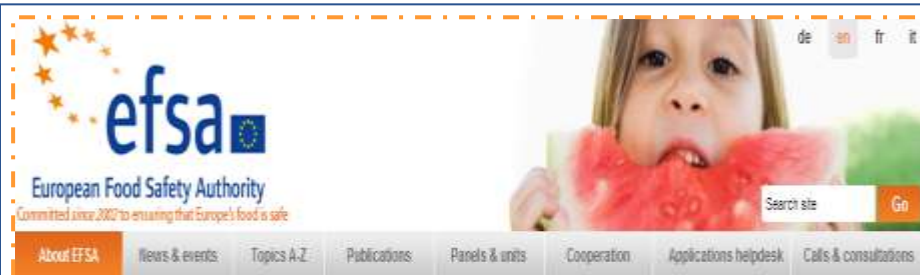 de en fr it
efsa
European Food Safety Authority
Committed since 2002 to ensuring that Europe's food is safe
Search site Go
About EFSA News & events Topics A-Z Publications Panels & units Cooperation Applications helpdesk Calls & consultations